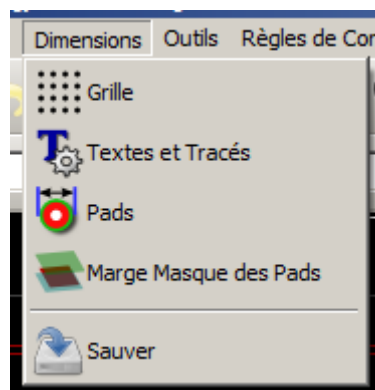 Dimensions Outils Règles de Co
Grille
Textes et Tracés
Pads
Marge Masque des Pads
Sauver